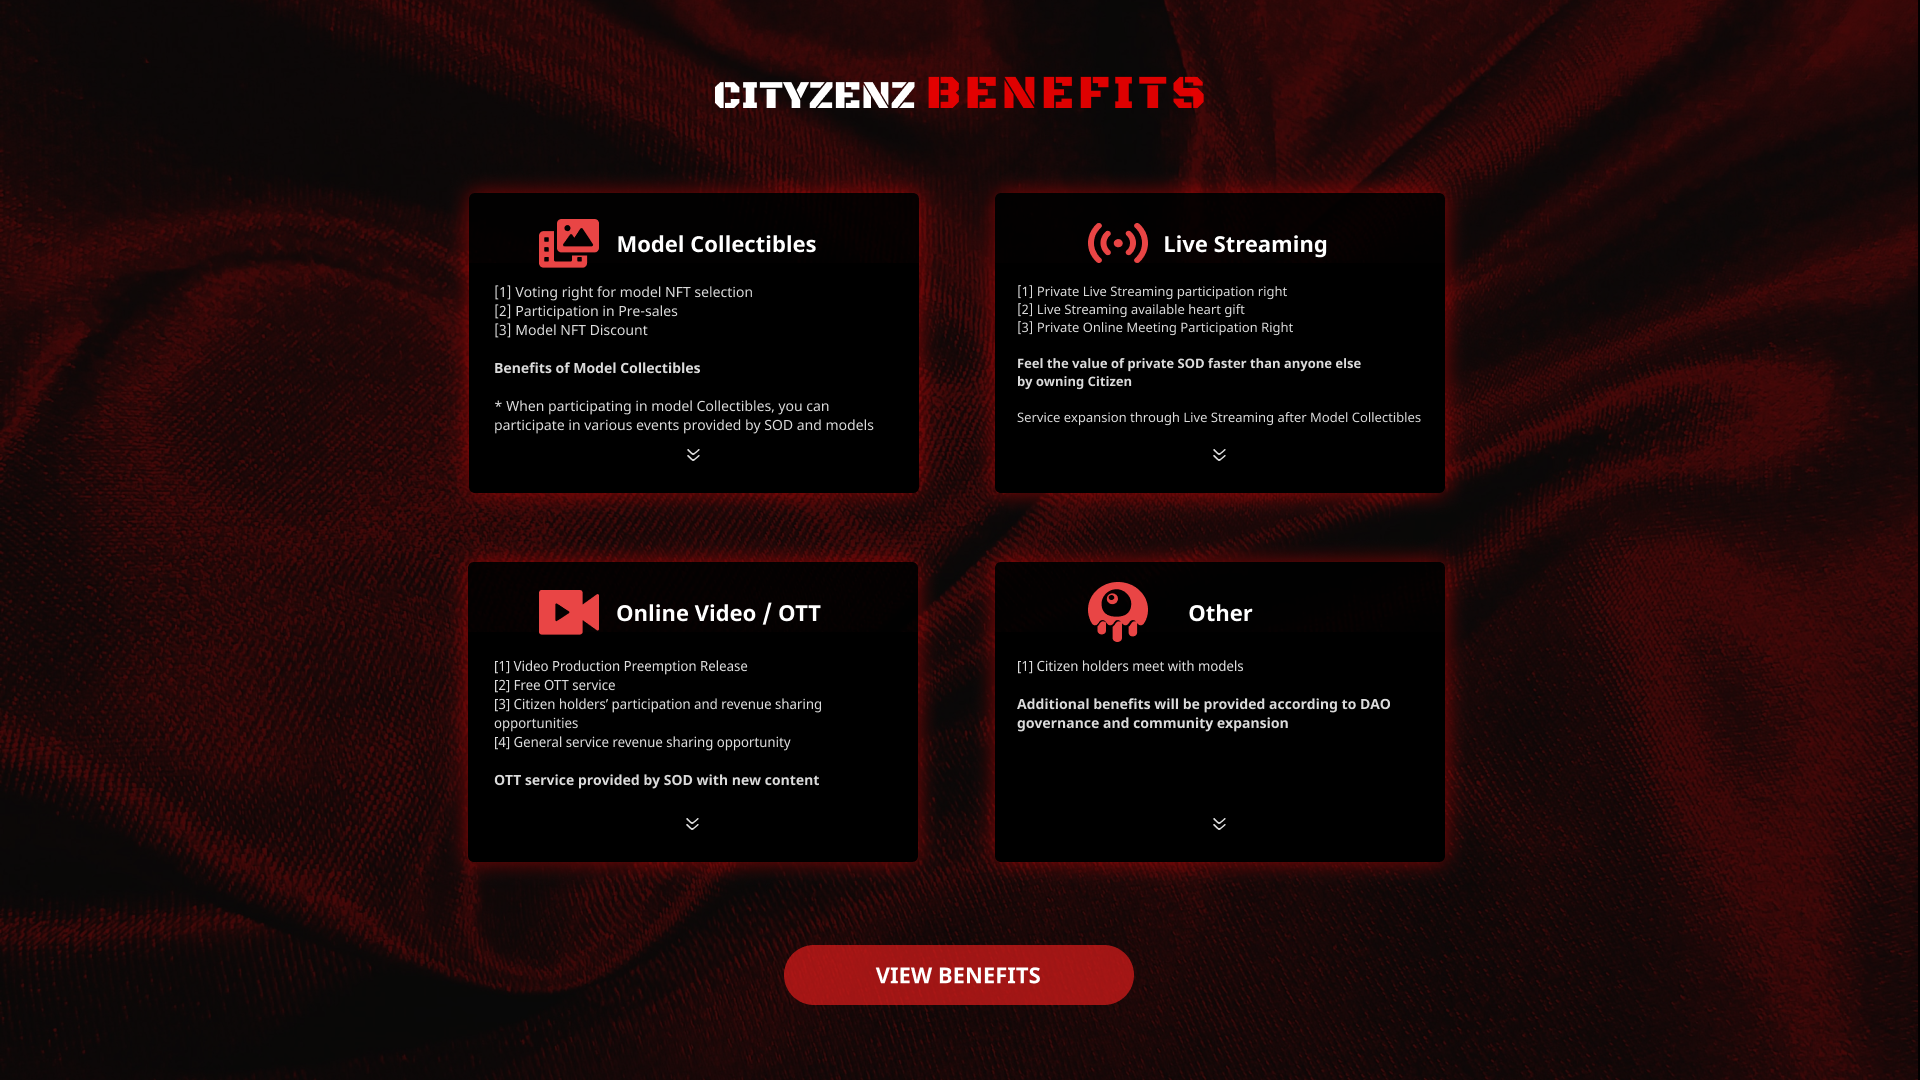 CITYZENZ BENEFITS
Model Collectibles
[1] Voting right for model NFT selection
[2] Participation in Pre-sales
[3] Model NFT Discount
Benefits of Model Collectibles
* When participating in model Collectibles, you can
participate in various events provided by SOD and models
Live Streaming
[1] Private Live Streaming participation right
[2] Live Streaming available heart gift
[3] Private Online Meeting Participation Right
Feel the value of private SOD faster than anyone else
by owning Citizen
Service expansion through Live Streaming after Model Collectibles
Online Video / OTT
[1] Video Production Preemption Release
[2] Free OTT service
[3] Citizen holders’ participation and revenue sharing
opportunities
[4] General service revenue sharing opportunity
OTT service provided by SOD with new content
Other
[1] Citizen holders meet with models
Additional benefits will be provided according to DAO
governance and community expansion
VIEW BENEFITS